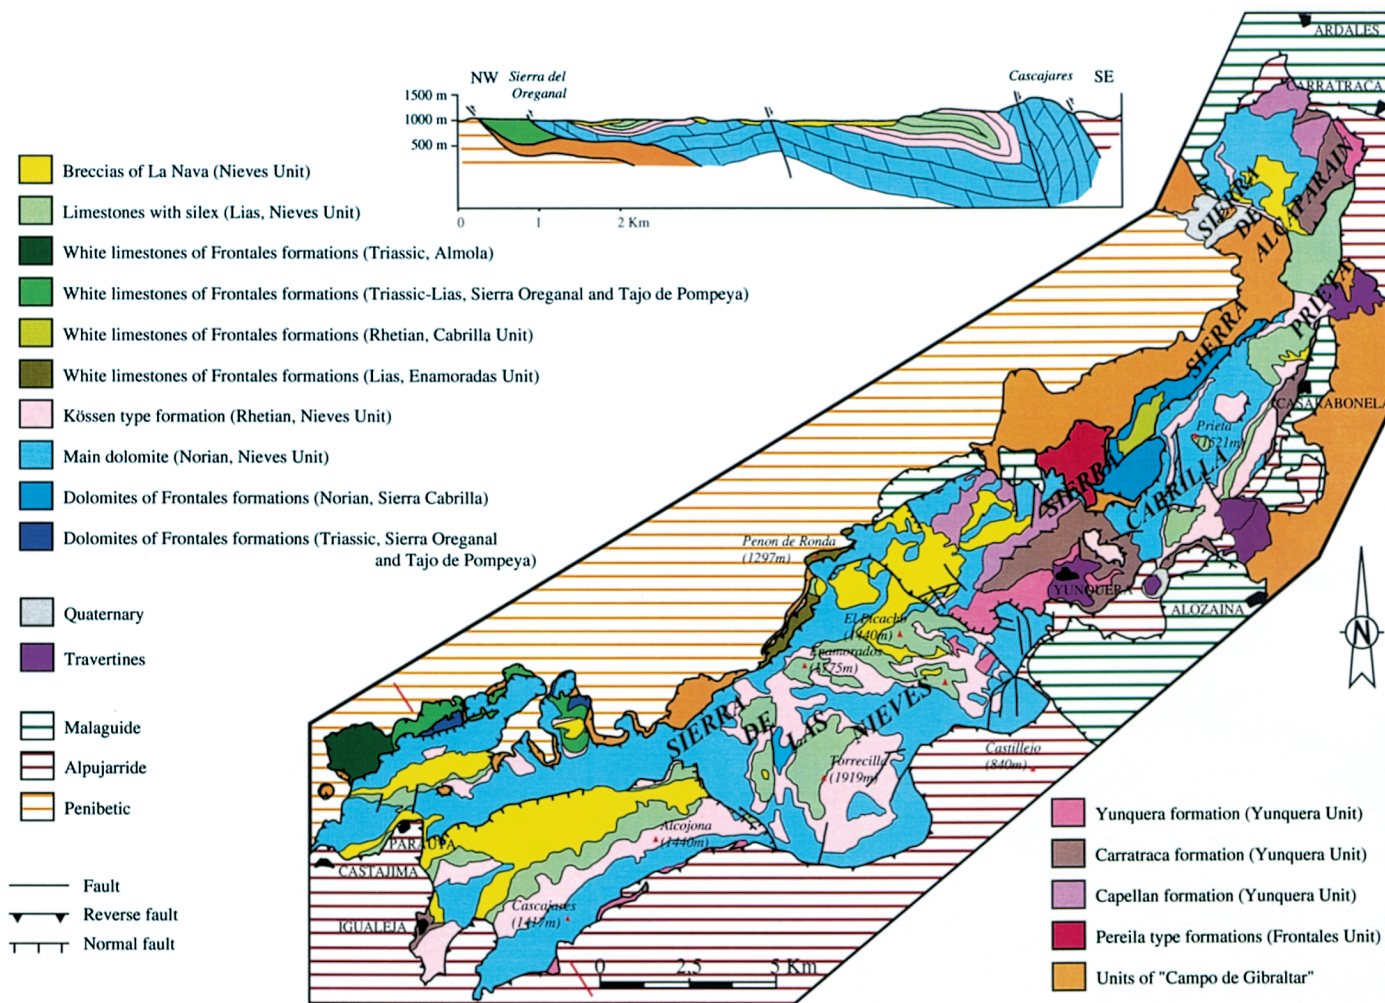 ARDALES
NW
Sierra del
Oreganal
Cascajares
SE
CARRATRACA
1500 m
1000 m
500 m
0
1
2 Km
Breccias of La Nava (Nieves Unit)
Limestones with silex (Lias, Nieves Unit)
White limestones of Frontales formations (Triassic, Almola)
White limestones of Frontales formations (Triassic-Lias, Sierra Oreganal and Tajo de Pompeya)
White limestones of Frontales formations (Rhetian, Cabrilla Unit)
White limestones of Frontales formations (Lias, Enamoradas Unit)
Kössen type formation (Rhetian, Nieves Unit)
Main dolomite (Norian, Nieves Unit)
Dolomites of Frontales formations (Norian, Sierra Cabrilla)
Dolomites of Frontales formations (Triassic, Sierra Oreganal
and Tajo de Pompeya)
Quaternary
Travertines
Malaguide
Alpujarride
Penibetic
Fault
Reverse fault
Normal fault
SIERRA
DE
ALCAPARAIN
SIERRA
PRIETA
CASARABONELA
Prieta
(1521m)
SIERRA
CABRILLA
Penon de Ronda
(1297m)
YUNQUERA
ALOZAINA
El Picacho
(1440m)
Enamorados
(1775m)
N
SIERRA
DE
LAS
NIEVES
Castillejo
(840m)
Torrecilla
(1919m)
Alcojona
(1440m)
PARAUTA
CASTAJIMA
Cascajares
(1417m)
IGUALEJA
0
2.5
5 Km
Yunquera formation (Yunquera Unit)
Carratraca formation (Yunquera Unit)
Capellan formation (Yunquera Unit)
Pereila type formations (Frontales Unit)
Units of "Campo de Gibraltar"